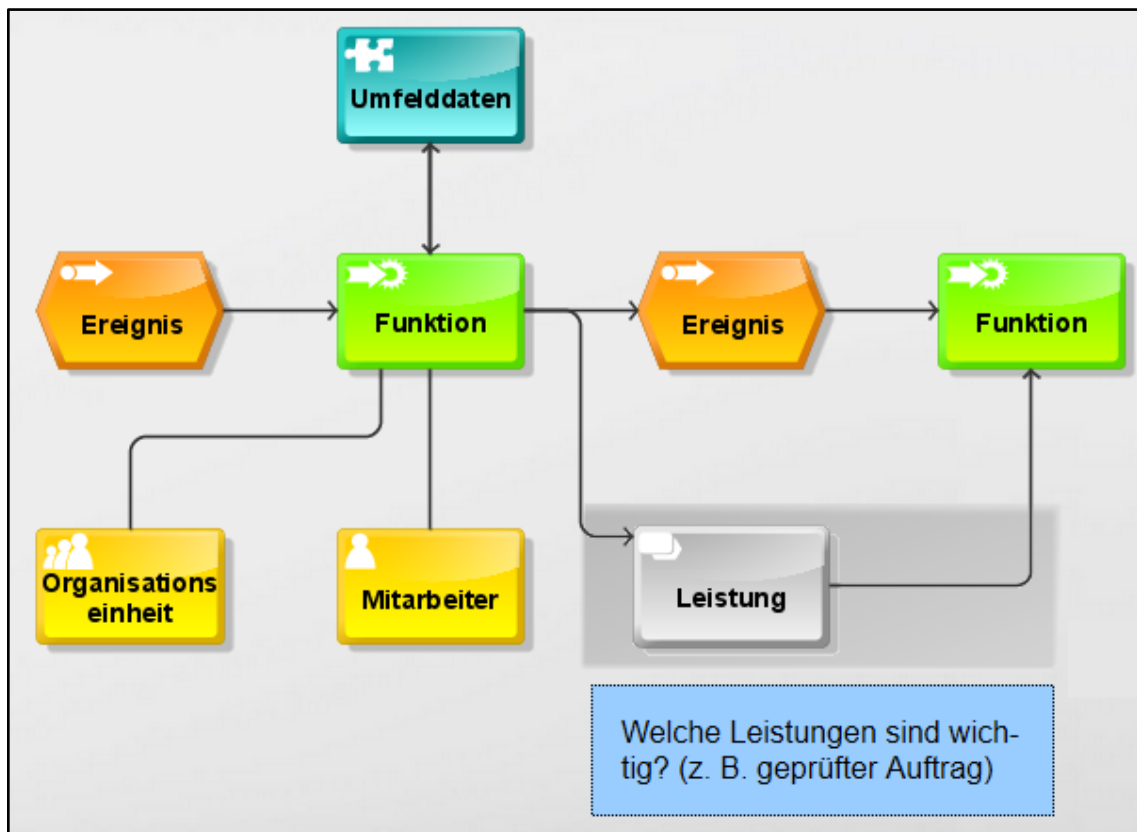 Umfelddaten
Ereignis
Funktion
Ereignis
Funktion
Organisations
einheit
Mitarbeiter
Leistung
Welche Leistungen sind wich-
tig? (z. B. geprüfter Auftrag)